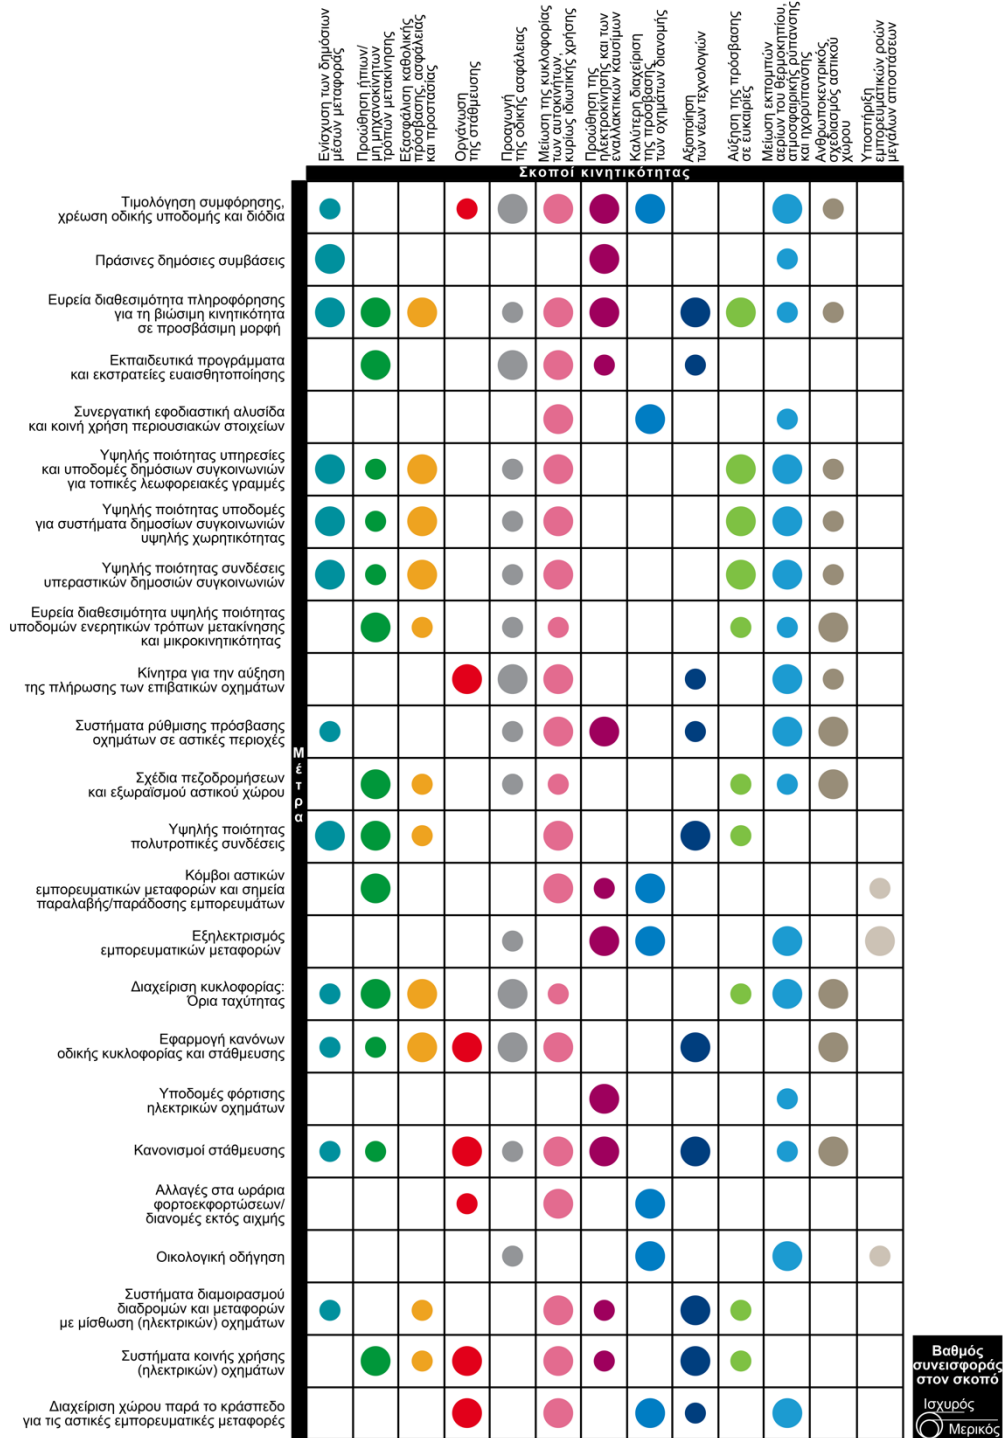 Ενίσχυση των δημόσιων
μέσων μεταφοράς
Προώθηση ήπιων/
μη μηχανοκίνητων
τρόπων μετακίνησης
Εξασφάλιση καθολικής
πρόσβασης, ασφάλειας
και προστασίας
Οργάνωση
της στάθμευσης
Προαγωγή
της οδικής ασφάλειας
Μείωση της κυκλοφορίας
των αυτοκινήτων,
κυρίως ιδιωτικής χρήσης
Προώθηση της
ηλεκτροκίνησης και των
εναλλακτικών καυσίμων
Καλύτερη διαχείριση
της πρόσβασης
των οχημάτων διανομής
Αξιοποίηση
των νέων τεχνολογιών
Αύξηση της πρόσβασης
σε ευκαιρίες
Μείωση εκπομπών
αερίων του θερμοκηπίου,
ατμοσφαιρικής ρύπανσης
και ηχορύπανσης
Ανθρωποκεντρικός
σχεδιασμός αστικού
χώρου
Υποστήριξη
εμπορευματικών ροών
μεγάλων αποστάσεων
Σκοποί κινητικότητας
Μέτρα
Τιμολόγηση συμφόρησης,
χρέωση οδικής υποδομής και διόδια
Πράσινες δημόσιες συμβάσεις
Ευρεία διαθεσιμότητα πληροφόρησης
για τη βιώσιμη κινητικότητα
σε προσβάσιμη μορφή
Εκπαιδευτικά προγράμματα
και εκστρατείες ευαισθητοποίησης
Συνεργατική εφοδιαστική αλυσίδα
και κοινή χρήση περιουσιακών στοιχείων
Υψηλής ποιότητας υπηρεσίες
και υποδομές δημόσιων συγκοινωνιών
για τοπικές λεωφορειακές γραμμές
Υψηλής ποιότητας υποδομές
για συστήματα δημοσίων συγκοινωνιών
υψηλής χωρητικότητας
Υψηλής ποιότητας συνδέσεις
υπεραστικών δημοσιών συγκοινωνιών
Ευρεία διαθεσιμότητα υψηλής ποιότητας
υποδομών ενερητικών τρόπων μετακίνησης
και μικροκινητικότητας
Κίνητρα για την αύξηση
της πλήρωσης των επιβατικών οχημάτων
Συστήματα ρύθμισης πρόσβασης
οχημάτων σε αστικές περιοχές
Σχέδια πεζοδρομήσεων
και εξωραϊσμού αστικού χώρου
Υψηλής ποιότητας
πολυτροπικές συνδέσεις
Κόμβοι αστικών
εμπορευματικών μεταφορών και σημεία
παραλαβής/παράδοσης εμπορευμάτων
Εξηλεκτρισμός
εμπορευματικών μεταφορών
Διαχείριση κυκλοφορίας:
Όρια ταχύτητας
Εφαρμογή κανόνων
οδικής κυκλοφορίας και στάθμευσης
Υποδομές φόρτισης
ηλεκτρικών οχημάτων
Κανονισμοί στάθμευσης
Αλλαγές στα ωράρια
φορτοεκφορτώσεων/
διανομές εκτός αιχμής
Οικολογική οδήγηση
Συστήματα διαμοιρασμού
διαδρομών και μεταφορών
με μίσθωση (ηλεκτρικών) οχημάτων
Συστήματα κοινής χρήσης
(ηλεκτρικών) οχημάτων
Διαχείριση χώρου παρά το κράσπεδο
για τις αστικές εμπορευματικές μεταφορές
Βαθμός
συνεισφοράς
στον σκοπό
Ισχυρός
Μερικός